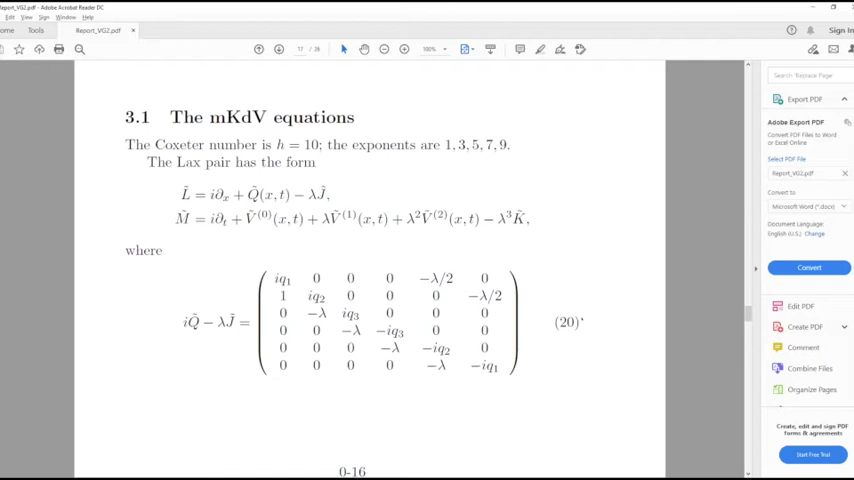 Report_VG2.pdf - Adobe Acrobat Reader DC
Edit View Sign Window Help
Tools
Report_VG2.pdf ×
Sign In
17 / 28
100%
3.1 The mKdV equations
The Coxeter number is h = 10; the exponents are 1, 3, 5, 7, 9.
The Lax pair has the form
L̃ = i∂x + Q̃(x, t) − λJ̃,
M̃ = i∂t + Ṽ(0)(x, t) + λṼ(1)(x, t) + λ²Ṽ(2)(x, t) − λ³K̃,
where
iq1 0 0 0 −λ/2 0
1 iq2 0 0 0 −λ/2
0 −λ iq3 0 0 0
iQ̃ − λJ̃ = (20)
0 0 −λ −iq3 0 0
0 0 0 −λ −iq2 0
0 0 0 0 −λ −iq1
0-16
Search 'Replace Page'
Export PDF
Adobe Export PDF
Convert PDF Files to Word
or Excel Online
Select PDF File
Report_VG2.pdf ×
Convert to
Microsoft Word (*.docx)
Document Language:
English (U.S.) Change
Convert
Edit PDF
Create PDF
Comment
Combine Files
Organize Pages
Create, edit and sign PDF
forms & agreements
Start Free Trial